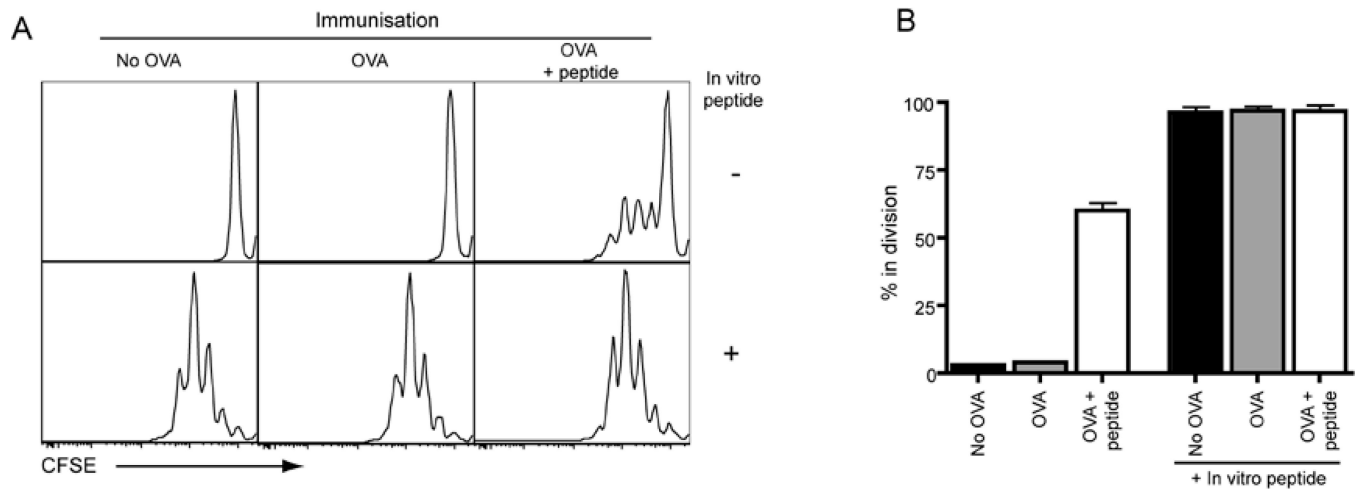 A
Immunisation
No OVA
OVA
OVA
+ peptide
In vitro
peptide
-
+
CFSE
B
% in division
100
75
50
25
0
No OVA
OVA
OVA +
peptide
No OVA
OVA
OVA +
peptide
+ In vitro peptide